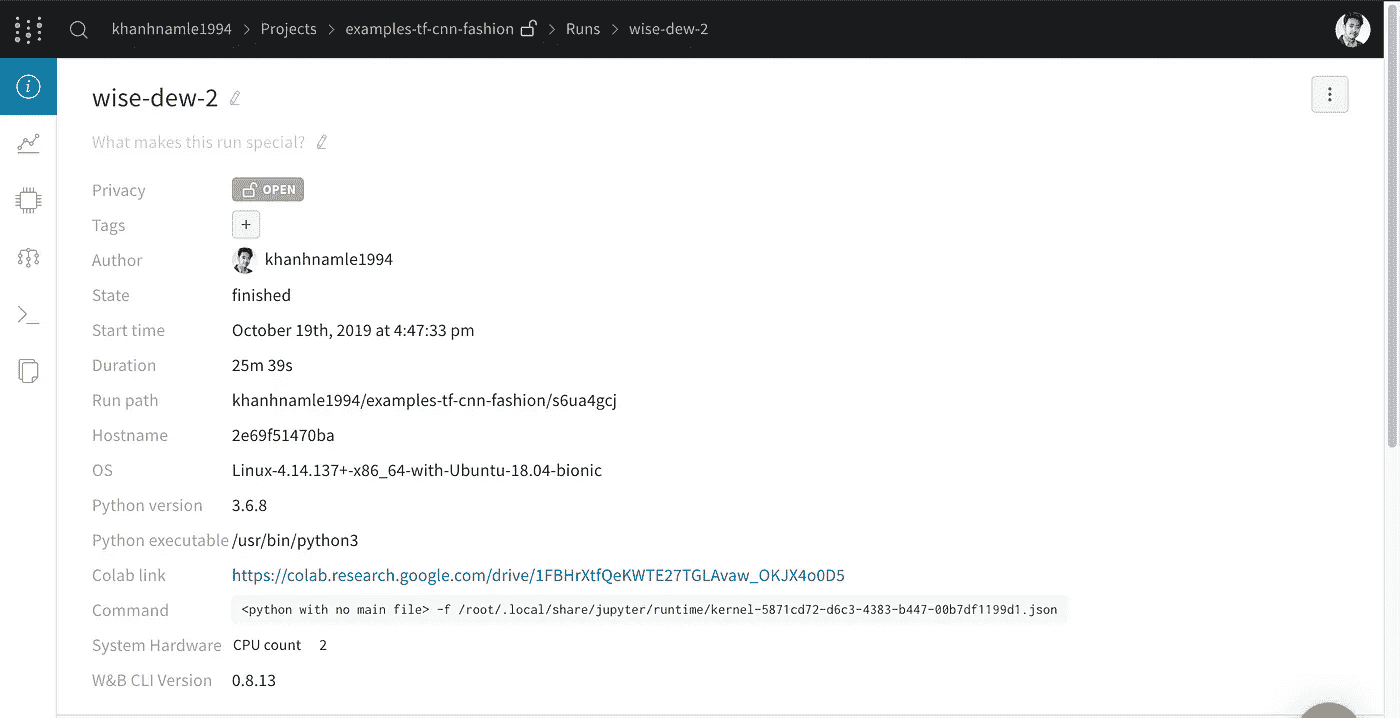 khanhnamle1994 > Projects > examples-tf-cnn-fashion > Runs > wise-dew-2
wise-dew-2
What makes this run special?
Privacy OPEN
Tags +
Author khanhnamle1994
State finished
Start time October 19th, 2019 at 4:47:33 pm
Duration 25m 39s
Run path khanhnamle1994/examples-tf-cnn-fashion/s6ua4gcj
Hostname 2e69f51470ba
OS Linux-4.14.137+-x86_64-with-Ubuntu-18.04-bionic
Python version 3.6.8
Python executable /usr/bin/python3
Colab link https://colab.research.google.com/drive/1FBHrXtfQeKWTE27TGLAvaw_OKJX4o0D5
Command <python with no main file> -f /root/.local/share/jupyter/runtime/kernel-5871cd72-d6c3-4383-b447-00b7df1199d1.json
System Hardware CPU count 2
W&B CLI Version 0.8.13